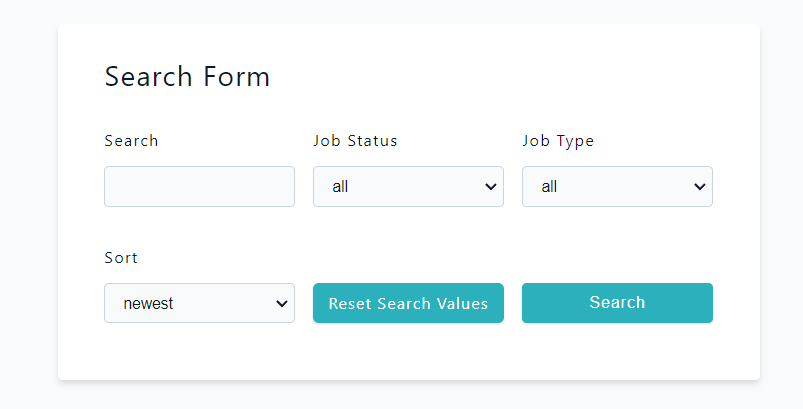 Search Form
Search Job Status Job Type
all all
Sort
newest Reset Search Values Search